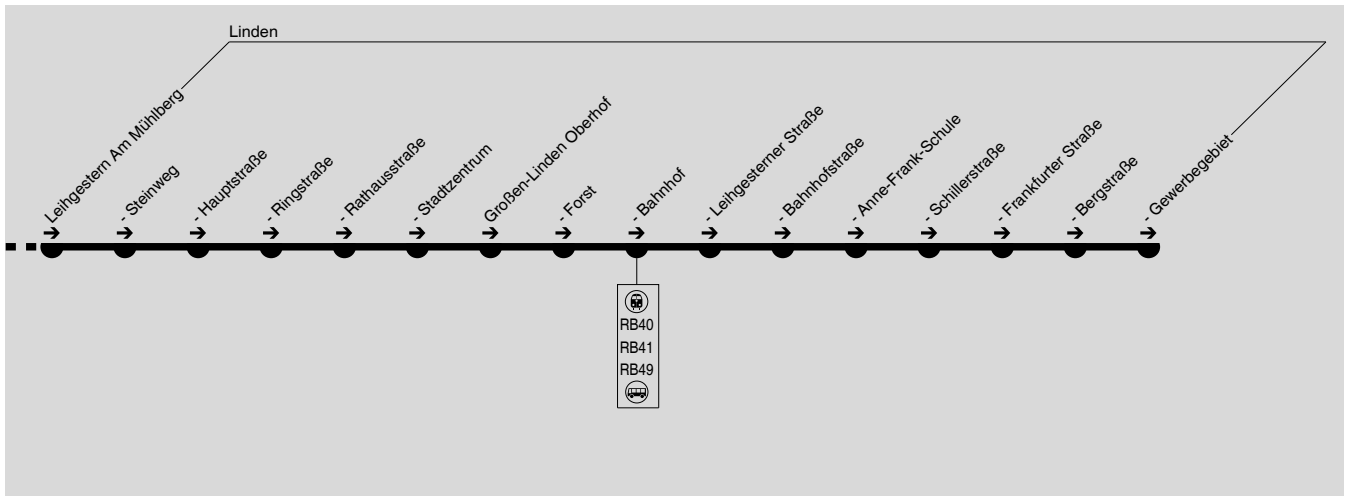 Linden
Leihgestern Am Mühlberg
- Steinweg
- Hauptstraße
- Ringstraße
- Rathausstraße
- Stadtzentrum
Großen-Linden Oberhof
- Forst
- Bahnhof
- Leihgesterner Straße
- Bahnhofstraße
- Anne-Frank-Schule
- Schillerstraße
- Frankfurter Straße
- Bergstraße
- Gewerbegebiet
RB40
RB41
RB49